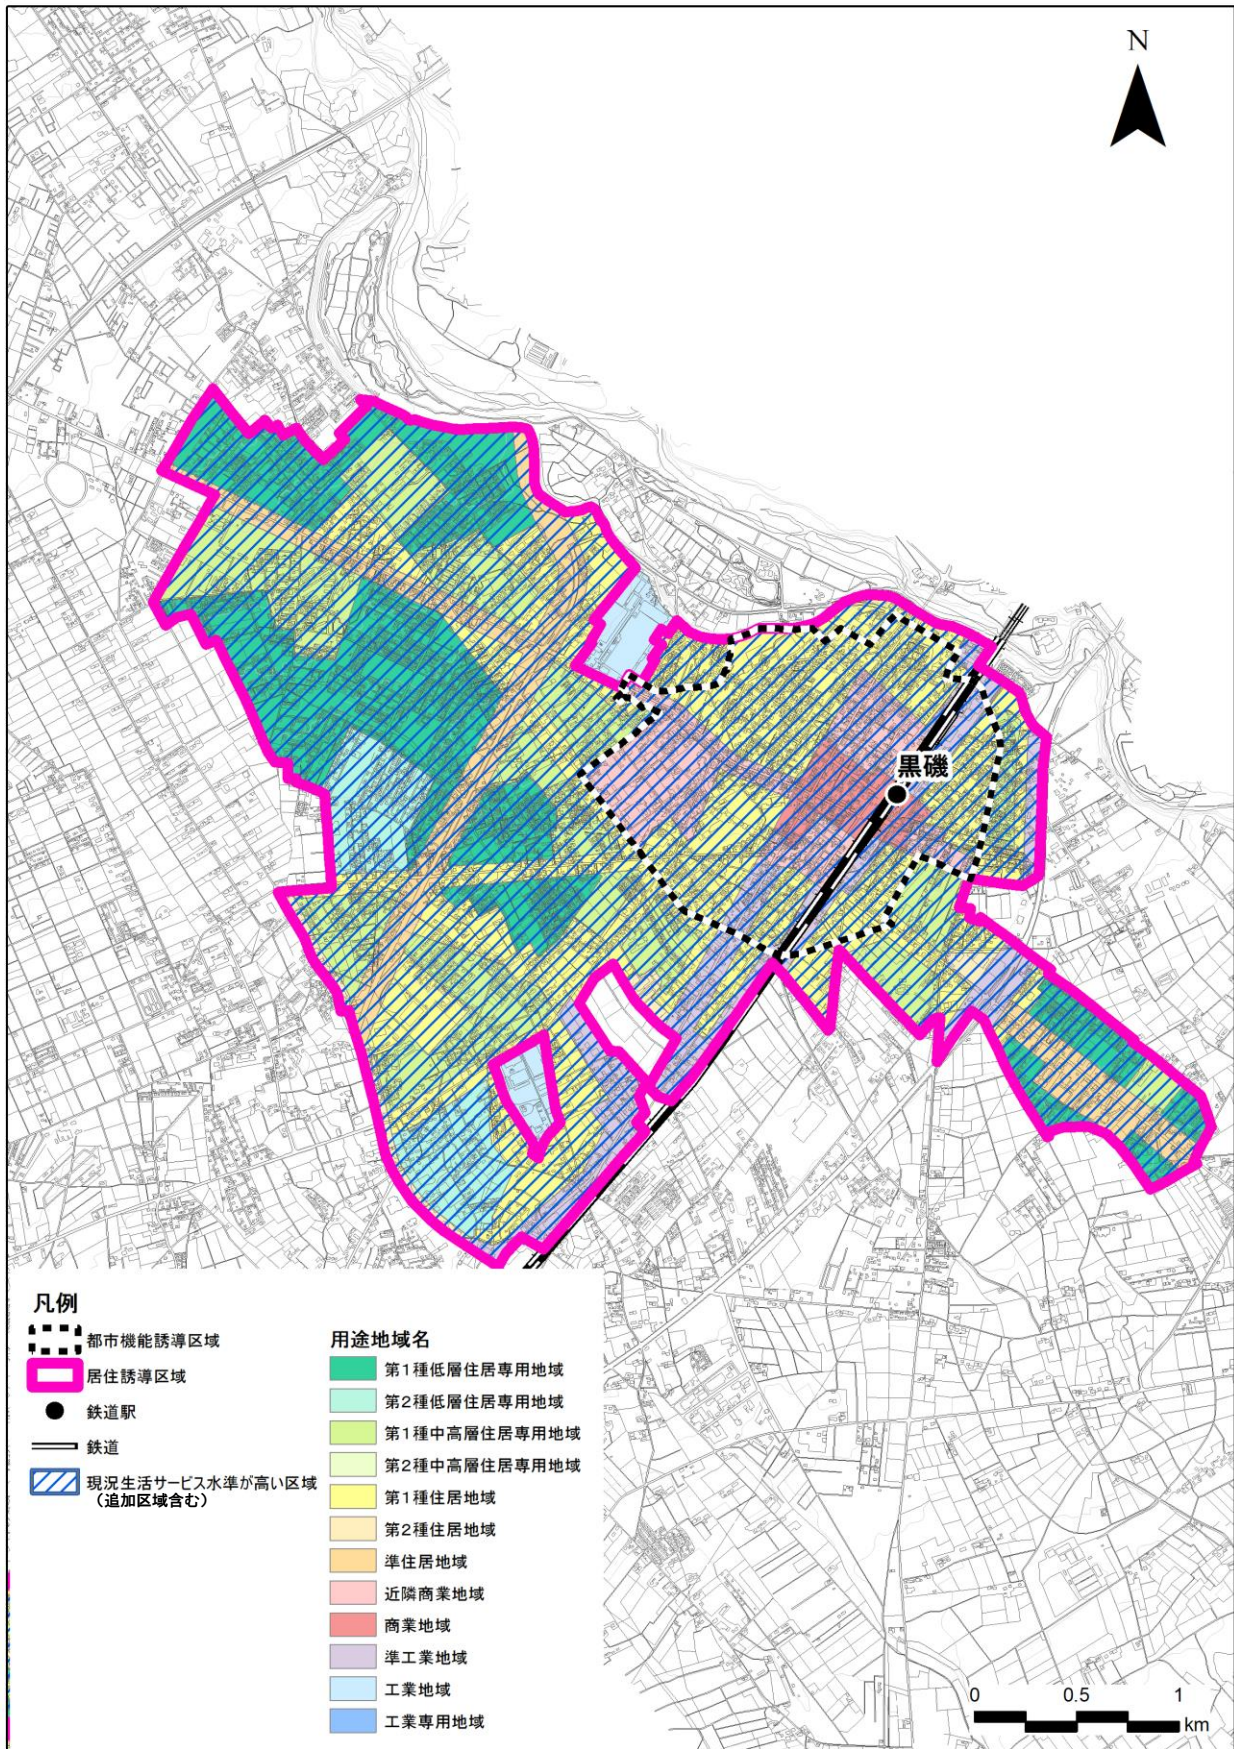 N
黒磯
凡例
都市機能誘導区域
居住誘導区域
鉄道駅
鉄道
現況生活サービス水準が高い区域
（追加区域含む）
用途地域名
第1種低層住居専用地域
第2種低層住居専用地域
第1種中高層住居専用地域
第2種中高層住居専用地域
第1種住居地域
第2種住居地域
準住居地域
近隣商業地域
商業地域
準工業地域
工業地域
工業専用地域
0 0.5 1
km